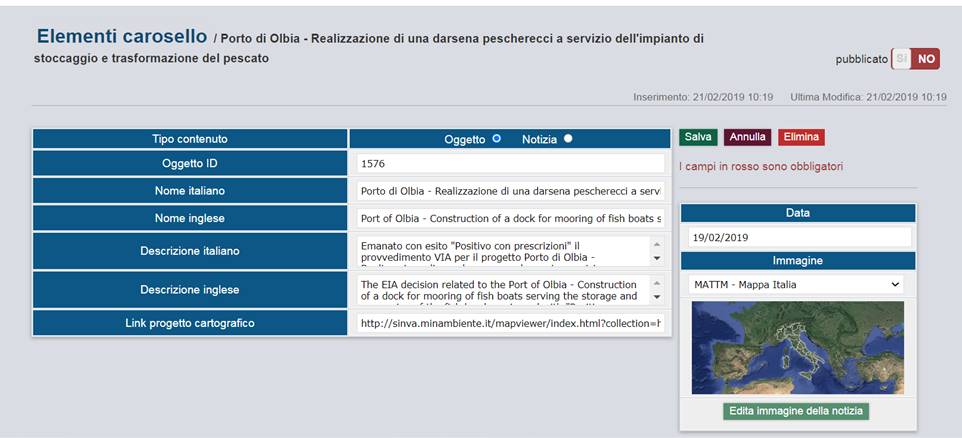 Elementi carosello / Porto di Olbia - Realizzazione di una darsena pescherecci a servizio dell'impianto di
stoccaggio e trasformazione del pescato
pubblicato Si NO
Inserimento: 21/02/2019 10:19 Ultima Modifica: 21/02/2019 10:19
Tipo contenuto Oggetto Notizia
Oggetto ID 1576
Nome italiano Porto di Olbia - Realizzazione di una darsena pescherecci a servi
Nome inglese Port of Olbia - Construction of a dock for mooring of fish boats s
Descrizione italiano
Emanato con esito "Positivo con prescrizioni" il
provvedimento VIA per il progetto Porto di Olbia -
Descrizione inglese
The EIA decision related to the Port of Olbia - Construction
of a dock for mooring of fish boats serving the storage and
Link progetto cartografico http://sinva.minambiente.it/mapviewer/index.html?collection=h
Salva Annulla Elimina
I campi in rosso sono obbligatori
Data
19/02/2019
Immagine
MATTM - Mappa Italia
Edita immagine della notizia